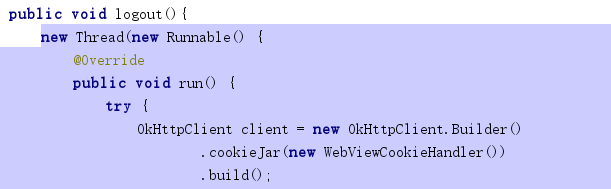 public void logout(){
new Thread(new Runnable() {
@Override
public void run() {
try {
OkHttpClient client = new OkHttpClient.Builder()
.cookieJar(new WebViewCookieHandler())
.build();